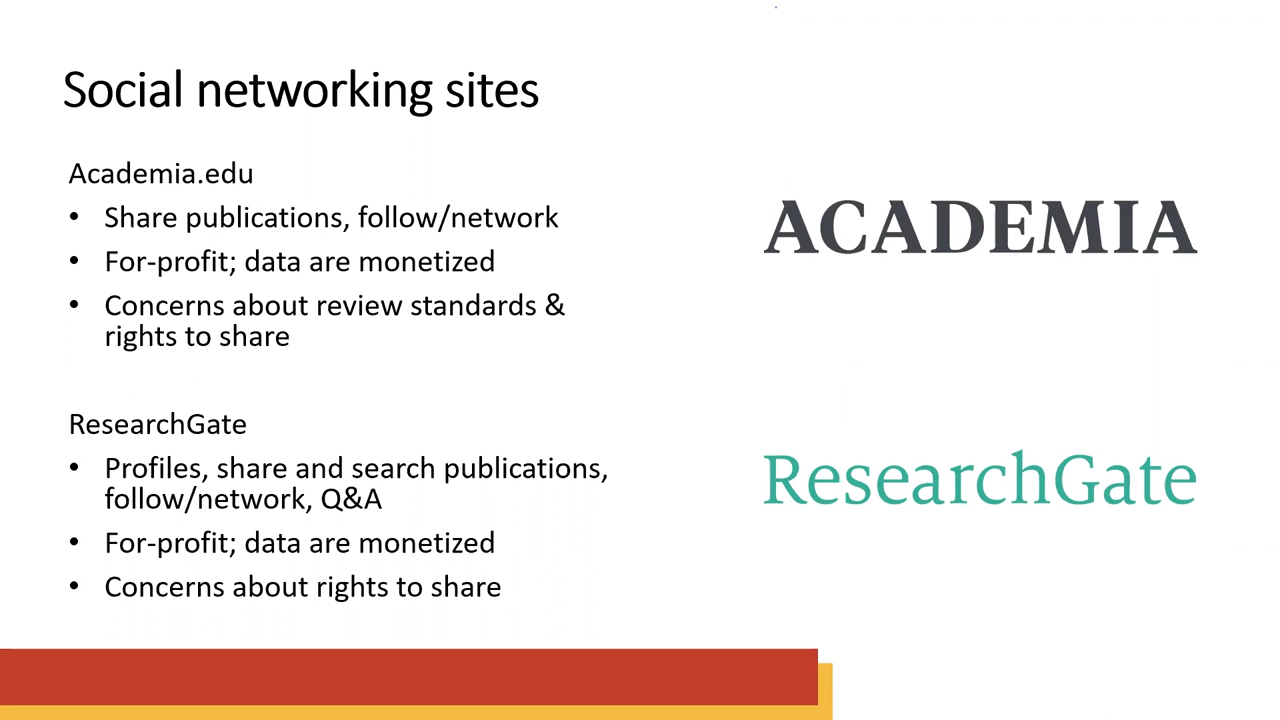 Social networking sites
Academia.edu
• Share publications, follow/network
• For-profit; data are monetized
• Concerns about review standards &
rights to share
ACADEMIA
ResearchGate
• Profiles, share and search publications,
follow/network, Q&A
• For-profit; data are monetized
• Concerns about rights to share
ResearchGate